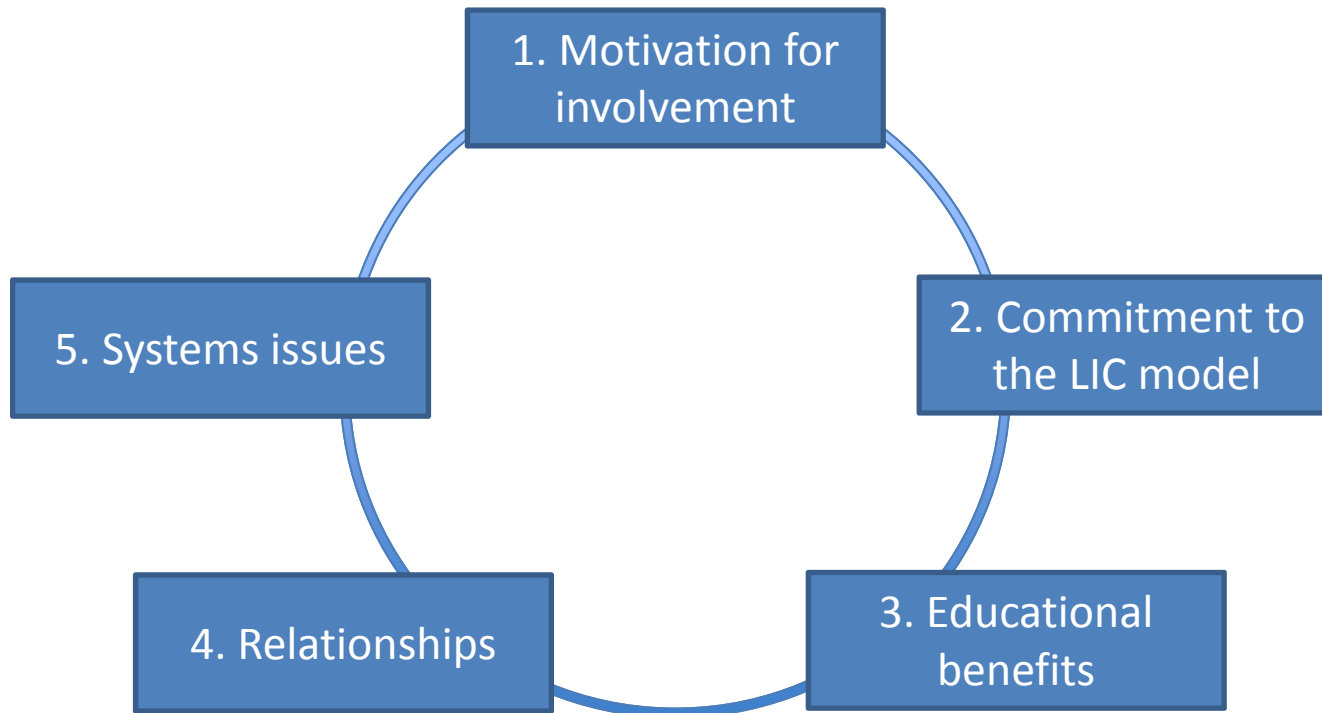 1. Motivation for
involvement
2. Commitment to
the LIC model
3. Educational
benefits
4. Relationships
5. Systems issues